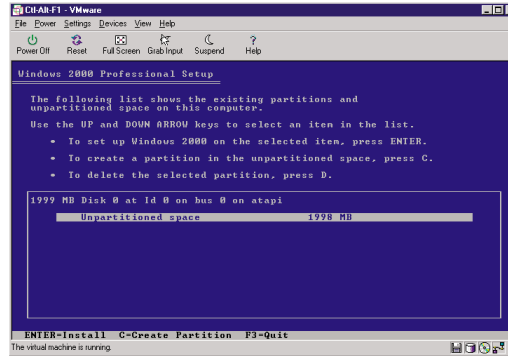 Ctl-Alt-F1 - VMware
File Power Settings Devices View Help
Power Off Reset Full Screen Grab Input Suspend Help
Windows 2000 Professional Setup
The following list shows the existing partitions and
unpartitioned space on this computer.
Use the UP and DOWN ARROW keys to select an item in the list.
• To set up Windows 2000 on the selected item, press ENTER.
• To create a partition in the unpartitioned space, press C.
• To delete the selected partition, press D.
1999 MB Disk 0 at Id 0 on bus 0 on atapi
Unpartitioned space 1998 MB
ENTER=Install C=Create Partition F3=Quit
The virtual machine is running.